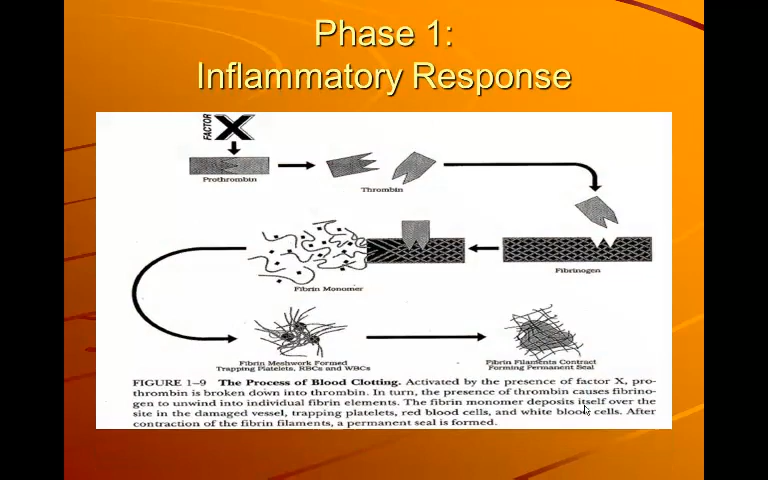 Phase 1:
Inflammatory Response
FACTOR X
Prothrombin
Thrombin
Fibrinogen
Fibrin Monomer
Fibrin Meshwork Formed
Trapping Platelets, RBCs and WBCs
Fibrin Filaments Contract
Forming Permanent Seal
FIGURE 1–9 The Process of Blood Clotting. Activated by the presence of factor X, pro-
thrombin is broken down into thrombin. In turn, the presence of thrombin causes fibrino-
gen to unwind into individual fibrin elements. The fibrin monomer deposits itself over the
site in the damaged vessel, trapping platelets, red blood cells, and white blood cells. After
contraction of the fibrin filaments, a permanent seal is formed.